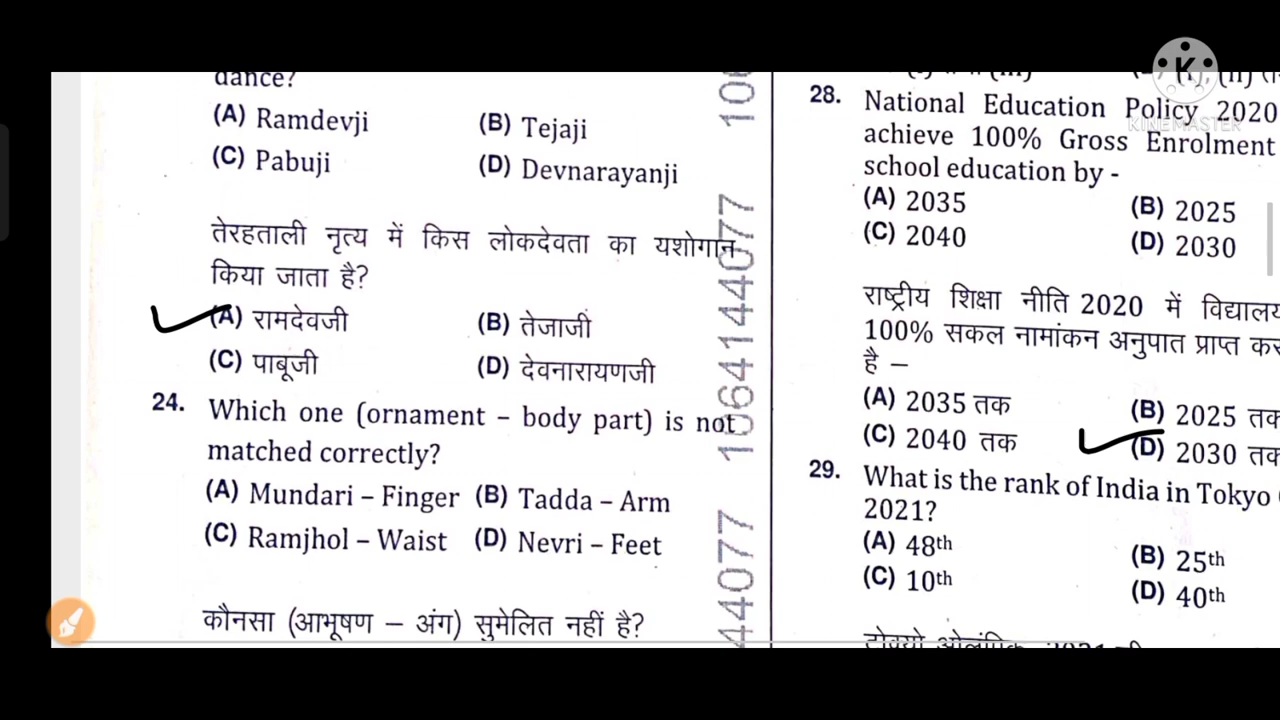 dance?
(A) Ramdevji (B) Tejaji
(C) Pabuji (D) Devnarayanji
तेरहताली नृत्य में किस लोकदेवता का यशोगान
किया जाता है?
(A) रामदेवजी (B) तेजाजी
(C) पाबूजी (D) देवनारायणजी
24. Which one (ornament – body part) is not
matched correctly?
(A) Mundari – Finger (B) Tadda – Arm
(C) Ramjhol – Waist (D) Nevri – Feet
कौनसा (आभूषण – अंग) सुमेलित नहीं है?
1064144077
44077
28. National Education Policy 2020
achieve 100% Gross Enrolment
school education by -
(A) 2035 (B) 2025
(C) 2040 (D) 2030
राष्ट्रीय शिक्षा नीति 2020 में विद्यालय
100% सकल नामांकन अनुपात प्राप्त
है –
(A) 2035 तक (B) 2025 तक
(C) 2040 तक (D) 2030 तक
29. What is the rank of India in Tokyo
2021?
(A) 48th (B) 25th
(C) 10th (D) 40th
K
KINEMASTER